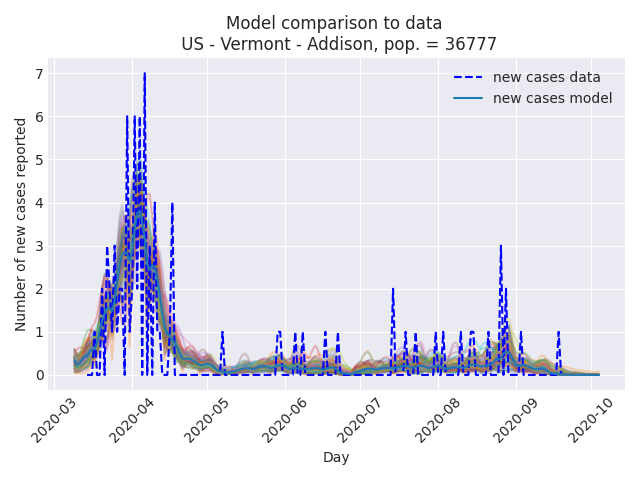 Model comparison to data
US - Vermont - Addison, pop. = 36777
new cases data
new cases model
Number of new cases reported
7
6
5
4
3
2
1
0
2020-03
2020-04
2020-05
2020-06
2020-07
2020-08
2020-09
2020-10
Day